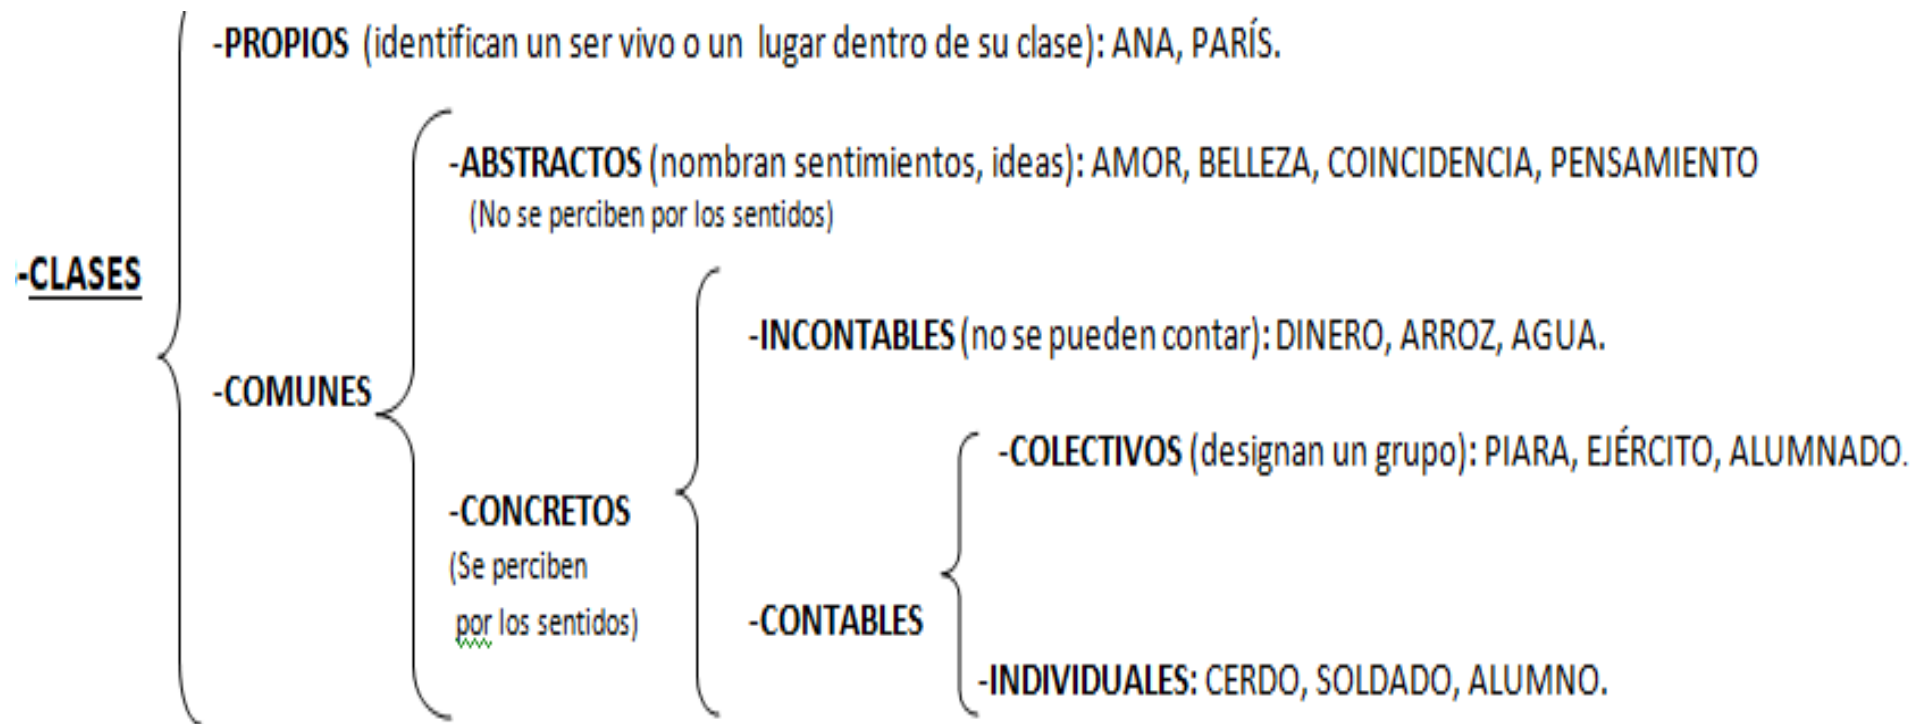 -PROPIOS (identifican un ser vivo o un lugar dentro de su clase): ANA, PARÍS.
-ABSTRACTOS (nombran sentimientos, ideas): AMOR, BELLEZA, COINCIDENCIA, PENSAMIENTO
(No se perciben por los sentidos)
-CLASES
-INCONTABLES (no se pueden contar): DINERO, ARROZ, AGUA.
-COMUNES
-COLECTIVOS (designan un grupo): PIARA, EJÉRCITO, ALUMNADO.
-CONCRETOS
(Se perciben
por los sentidos)
-CONTABLES
-INDIVIDUALES: CERDO, SOLDADO, ALUMNO.